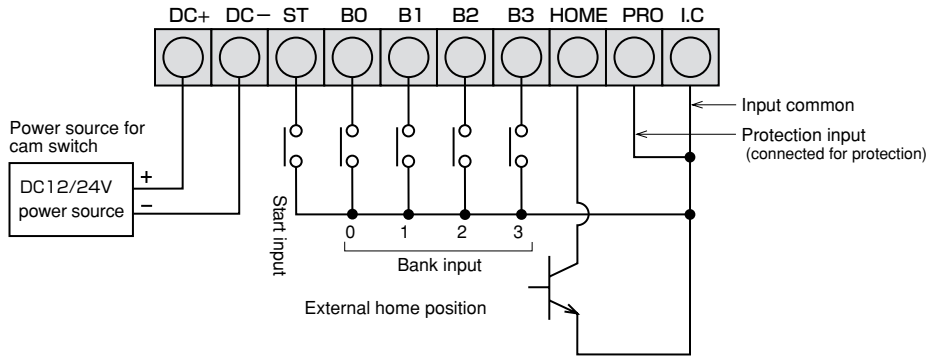 DC+ DC− ST B0 B1 B2 B3 HOME PRO I.C
Input common
Protection input
(connected for protection)
Power source for
cam switch
DC12/24V
power source
+
−
Start input
0 1 2 3
Bank input
External home position